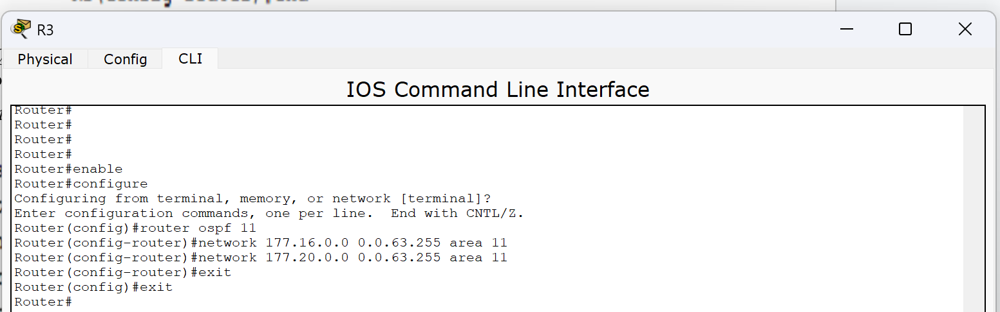 R3
Physical Config CLI
IOS Command Line Interface
Router#
Router#
Router#
Router#
Router#enable
Router#configure
Configuring from terminal, memory, or network [terminal]?
Enter configuration commands, one per line.  End with CNTL/Z.
Router(config)#router ospf 11
Router(config-router)#network 177.16.0.0 0.0.63.255 area 11
Router(config-router)#network 177.20.0.0 0.0.63.255 area 11
Router(config-router)#exit
Router(config)#exit
Router#